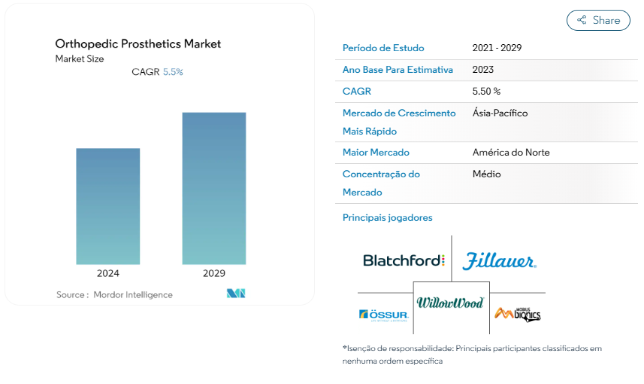 Share
Orthopedic Prosthetics Market
Market Size
CAGR 5.5%
2024
2029
Source : Mordor Intelligence
Período de Estudo 2021 - 2029
Ano Base Para Estimativa 2023
CAGR 5.50 %
Mercado de Crescimento Ásia-Pacífico
Mais Rápido
Maior Mercado América do Norte
Concentração do Médio
Mercado
Principais jogadores
Blatchford
Fillauer
ÖSSUR
WillowWood
BIONICS
*Isenção de responsabilidade: Principais participantes classificados em
nenhuma ordem específica